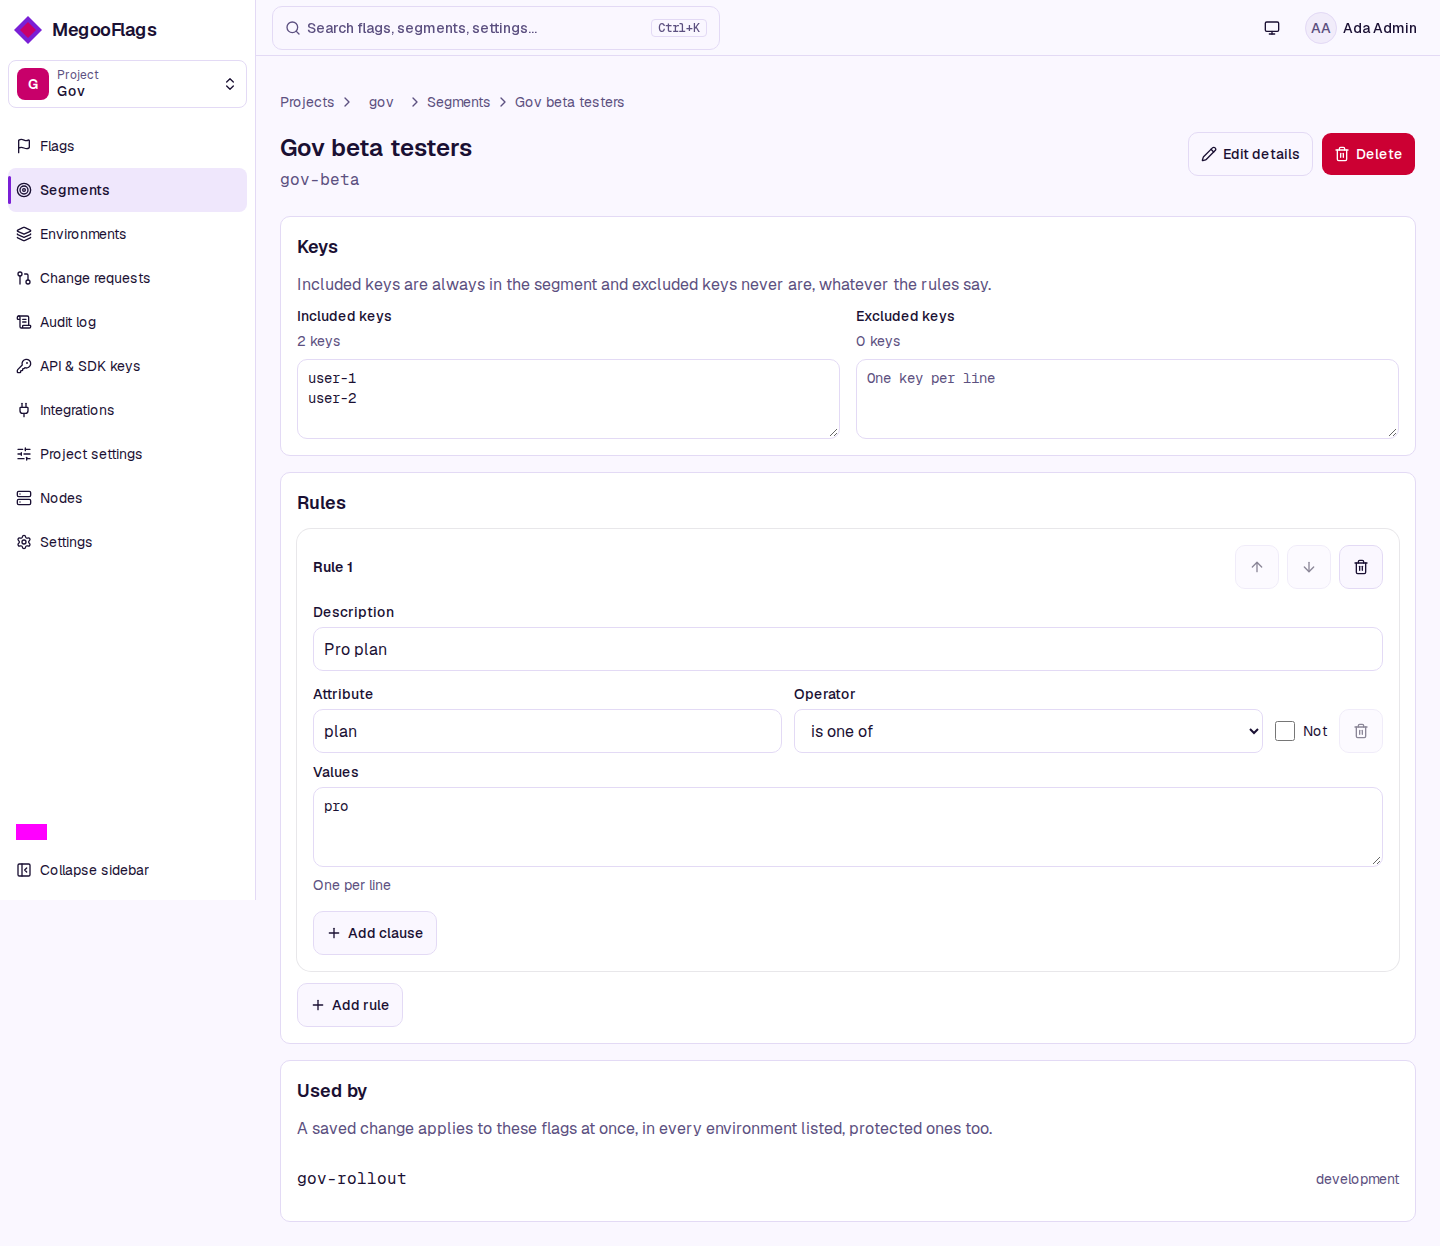 MegooFlags
Search flags, segments, settings...
Ctrl+K
AA
Ada Admin
G
Project
Gov
Flags
Segments
Environments
Change requests
Audit log
API & SDK keys
Integrations
Project settings
Nodes
Settings
Collapse sidebar
Projects
gov
Segments
Gov beta testers
Gov beta testers
gov-beta
Edit details
Delete
Keys
Included keys are always in the segment and excluded keys never are, whatever the rules say.
Included keys
2 keys
user-1
user-2
Excluded keys
0 keys
One key per line
Rules
Rule 1
Description
Pro plan
Attribute
plan
Operator
is one of
Not
Values
pro
One per line
Add clause
Add rule
Used by
A saved change applies to these flags at once, in every environment listed, protected ones too.
gov-rollout
development